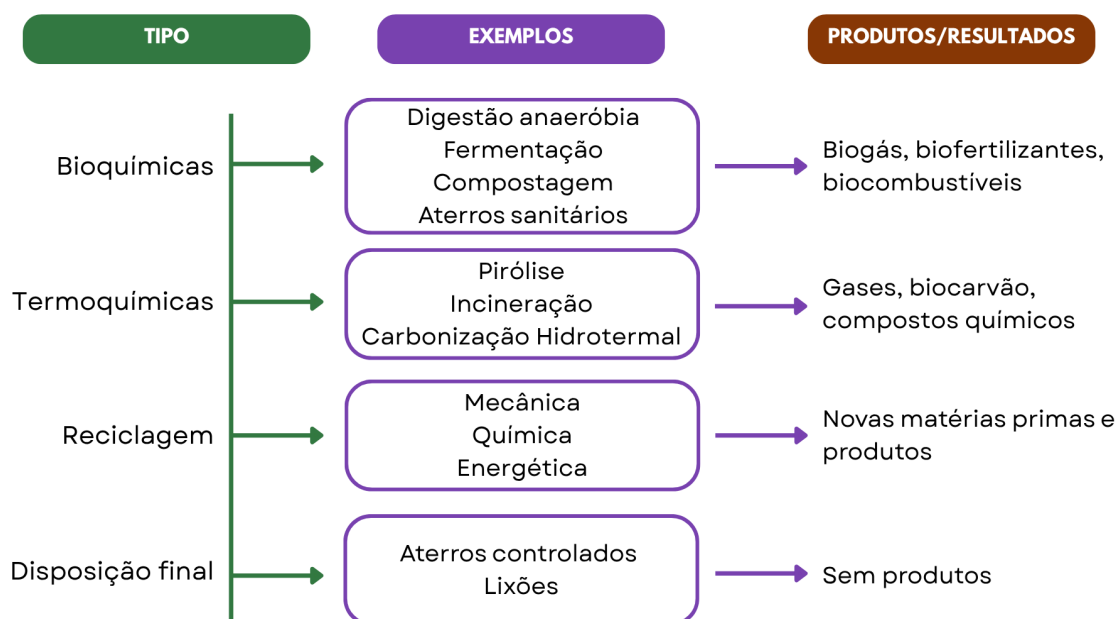 TIPO
EXEMPLOS
PRODUTOS/RESULTADOS
Bioquímicas
Digestão anaeróbia
Fermentação
Compostagem
Aterros sanitários
Biogás, biofertilizantes,
biocombustíveis
Termoquímicas
Pirólise
Incineração
Carbonização Hidrotermal
Gases, biocarvão,
compostos químicos
Reciclagem
Mecânica
Química
Energética
Novas matérias primas e
produtos
Disposição final
Aterros controlados
Lixões
Sem produtos